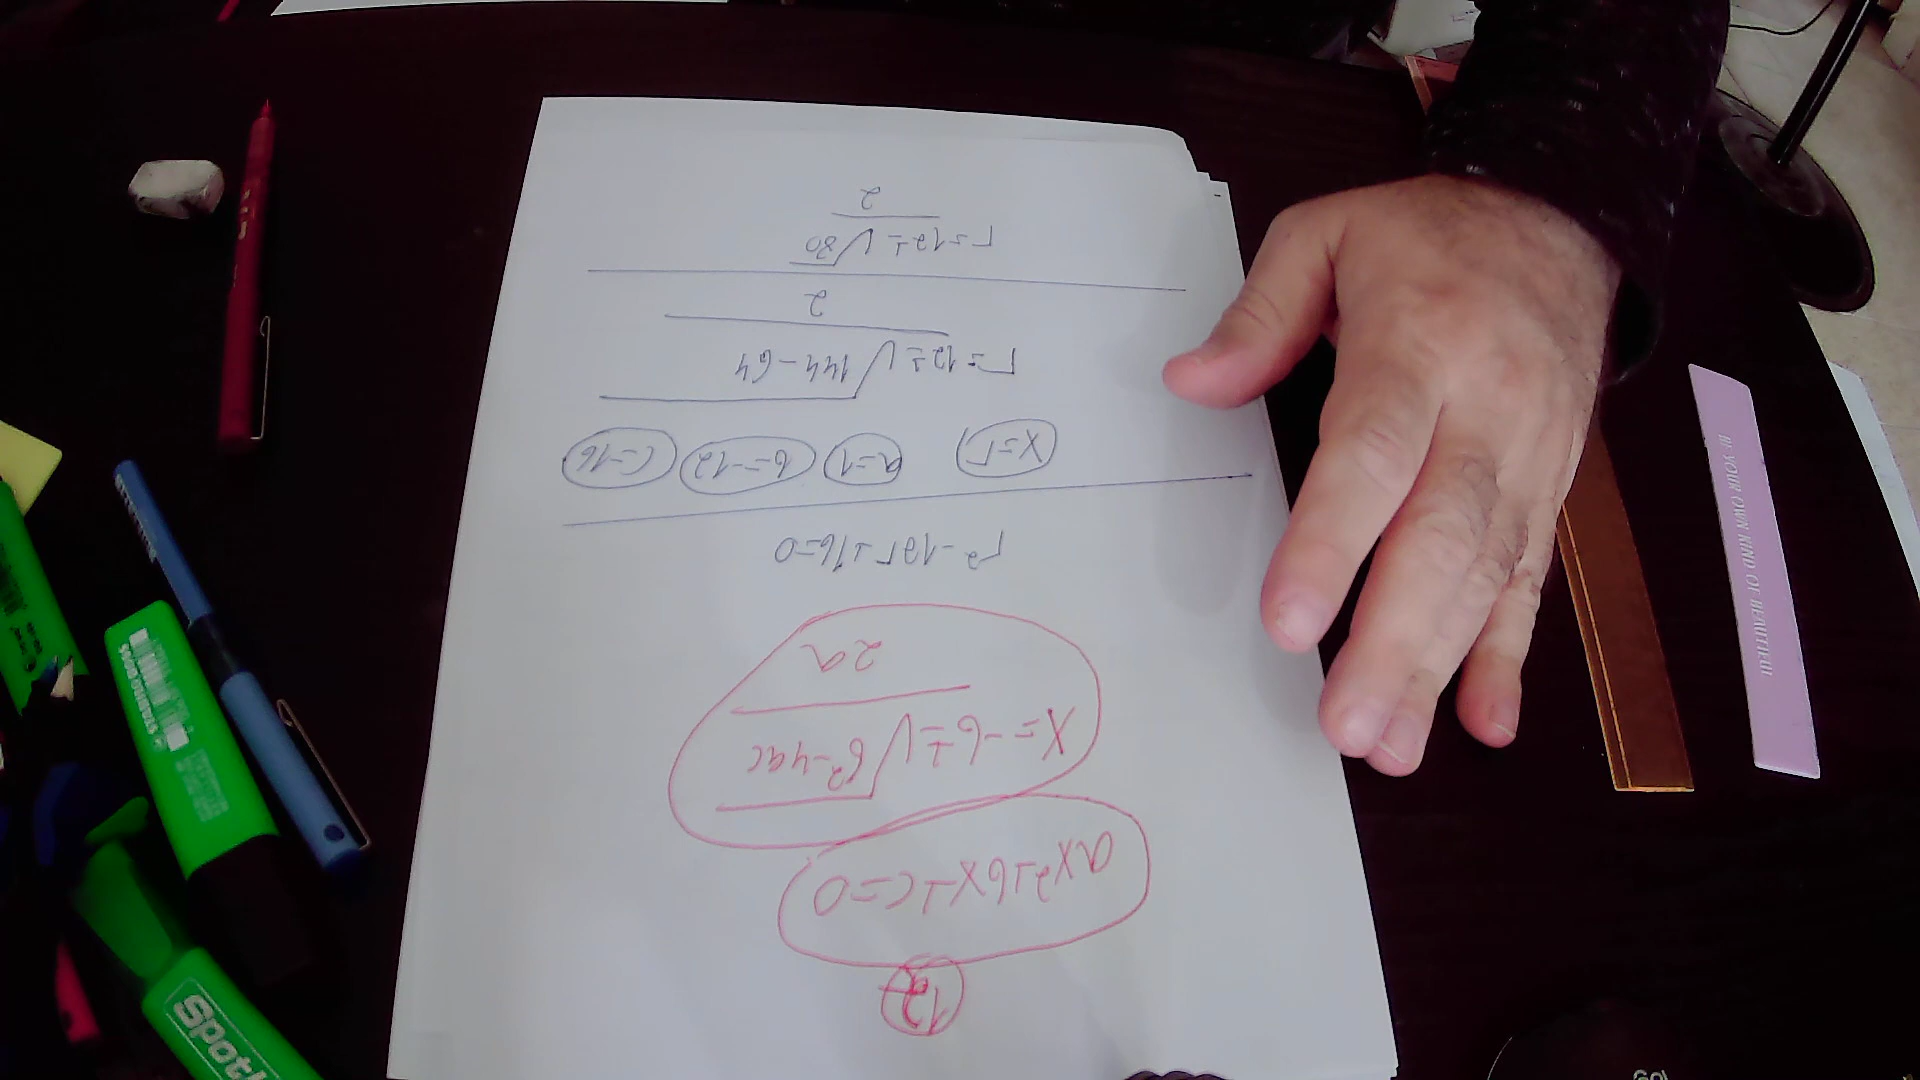 12
ax²+bx+c=0
x=-b±√b²-4ac
2a
r²-12r+16=0
x=r a=1 b=-12 c=16
r=12±√144-64
2
r=12±√80
2
BE YOUR OWN KIND OF BEAUTIFUL
Spot